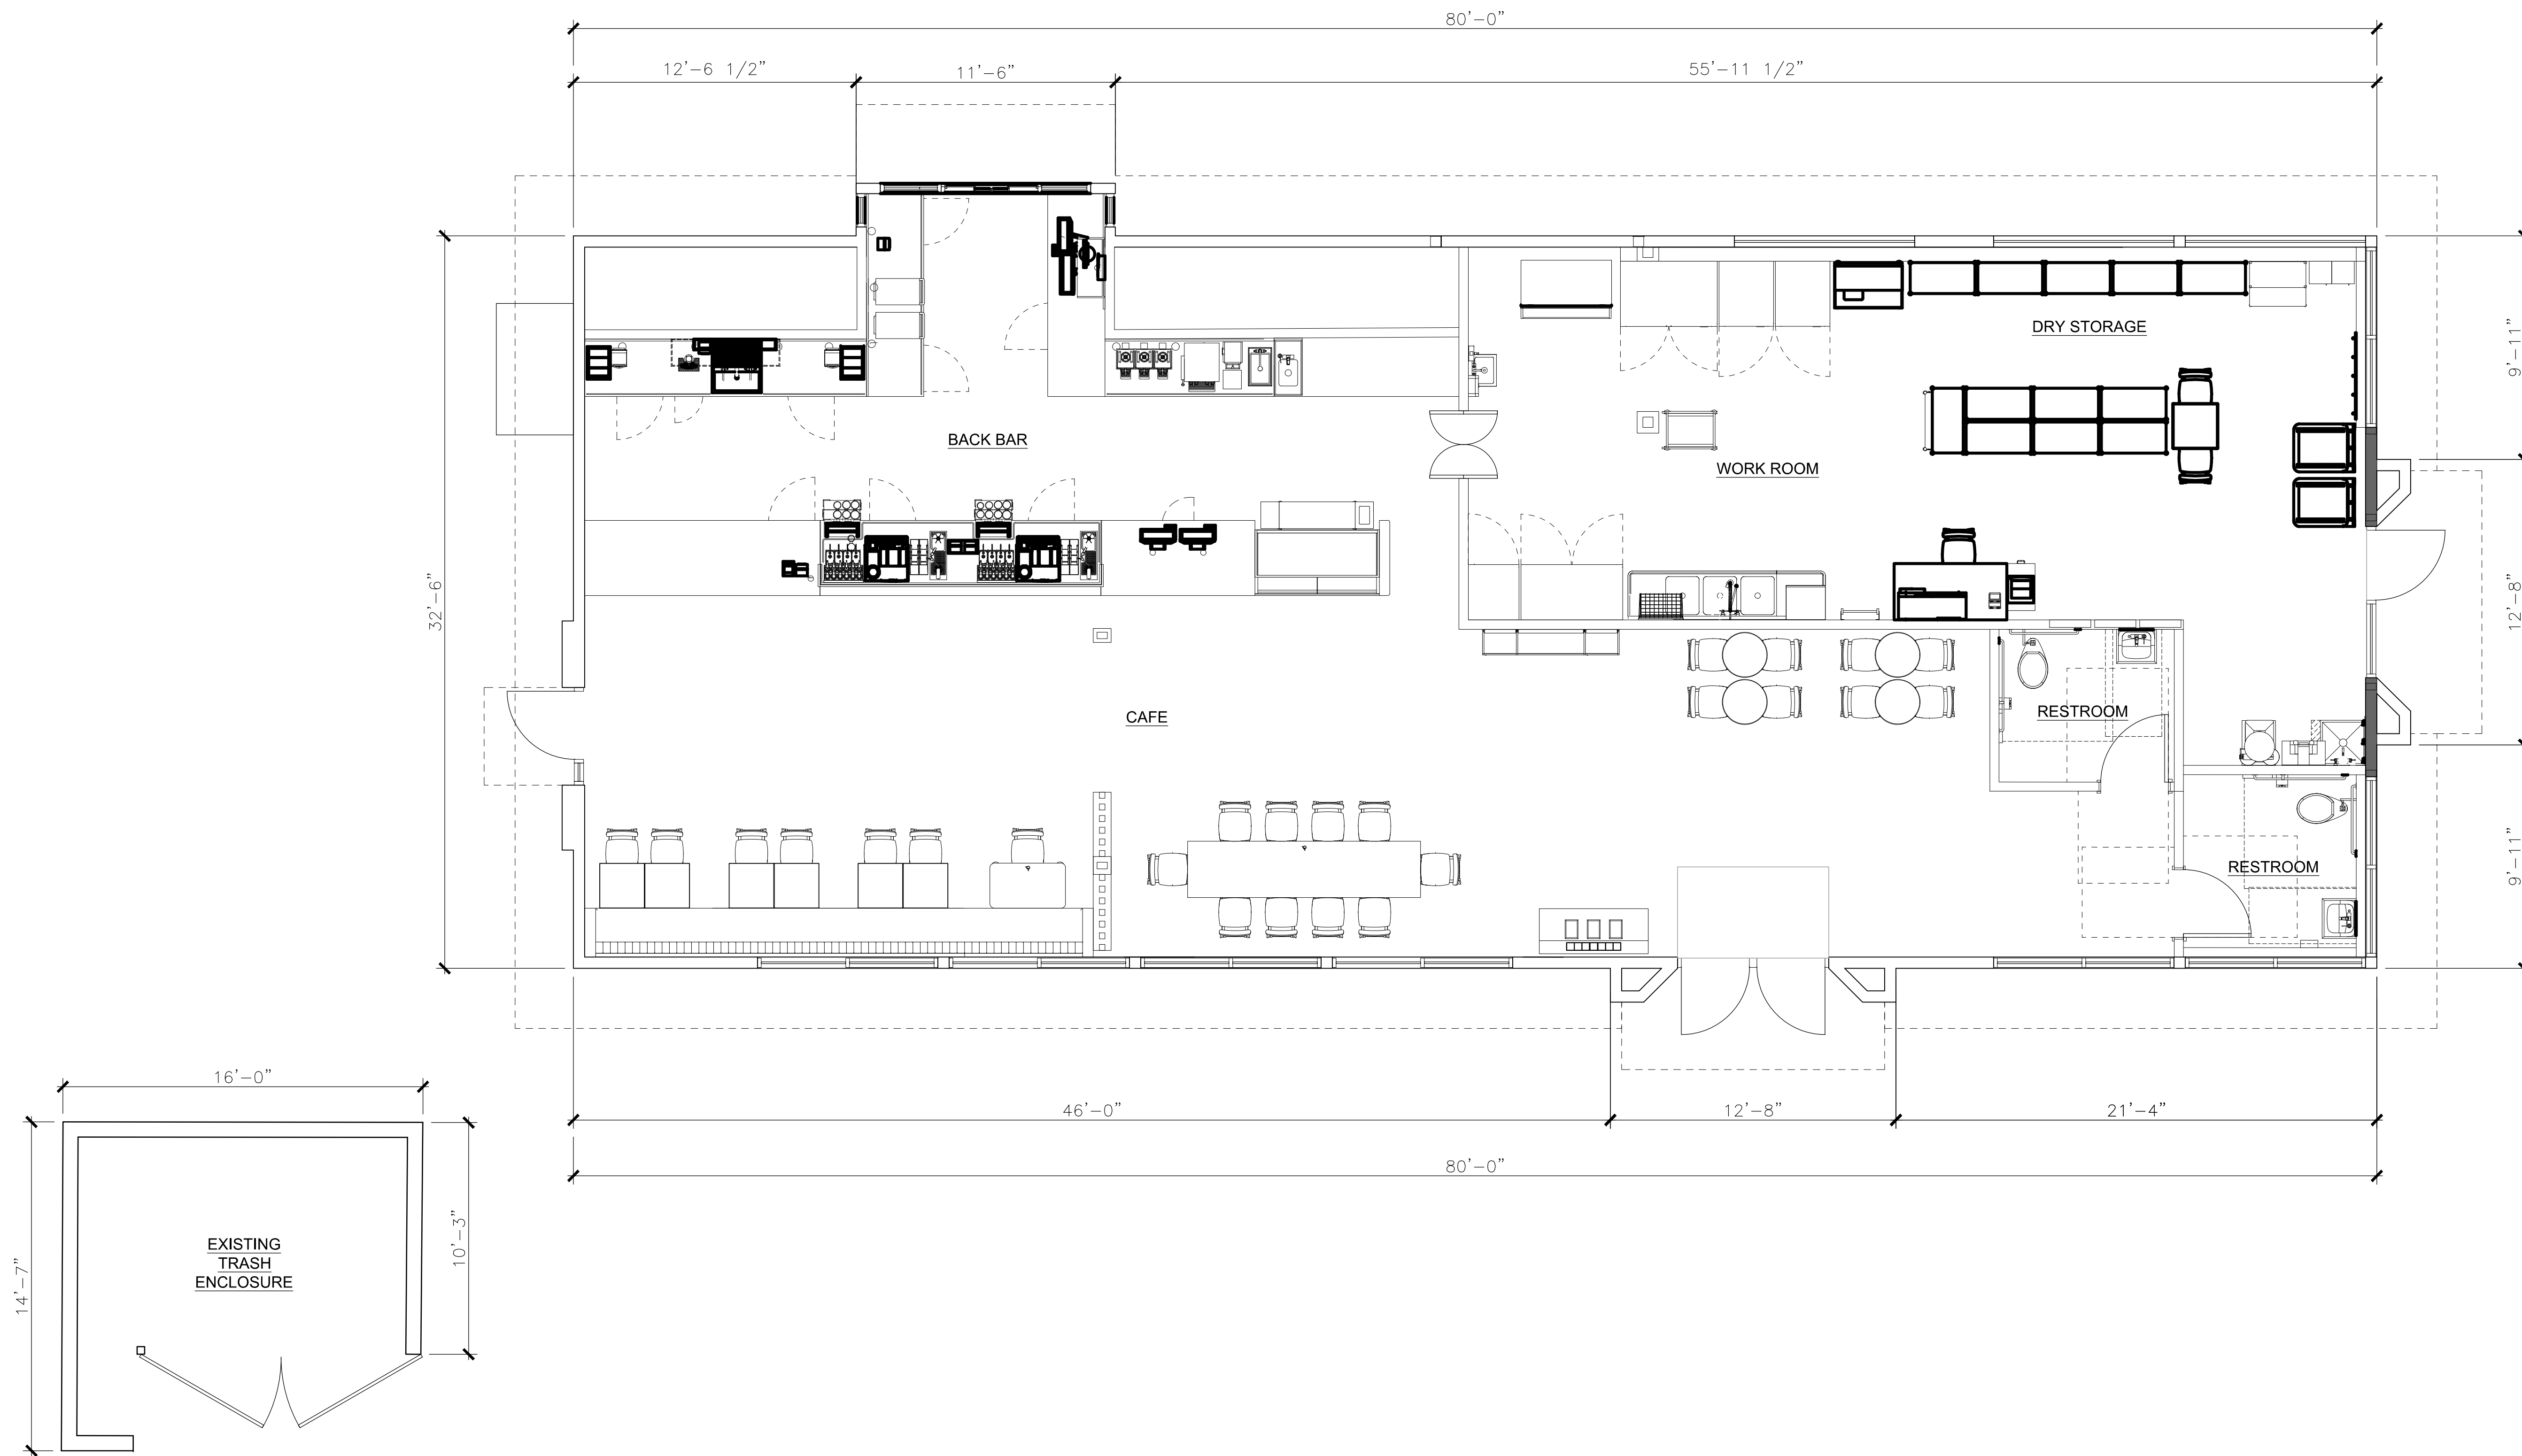 80'-0"
12'-6 1/2"
11'-6"
55'-11 1/2"
32'-6"
9'-11"
12'-8"
9'-11"
DRY STORAGE
BACK BAR
WORK ROOM
CAFE
RESTROOM
RESTROOM
46'-0"
12'-8"
21'-4"
80'-0"
16'-0"
14'-7"
10'-3"
EXISTING
TRASH
ENCLOSURE